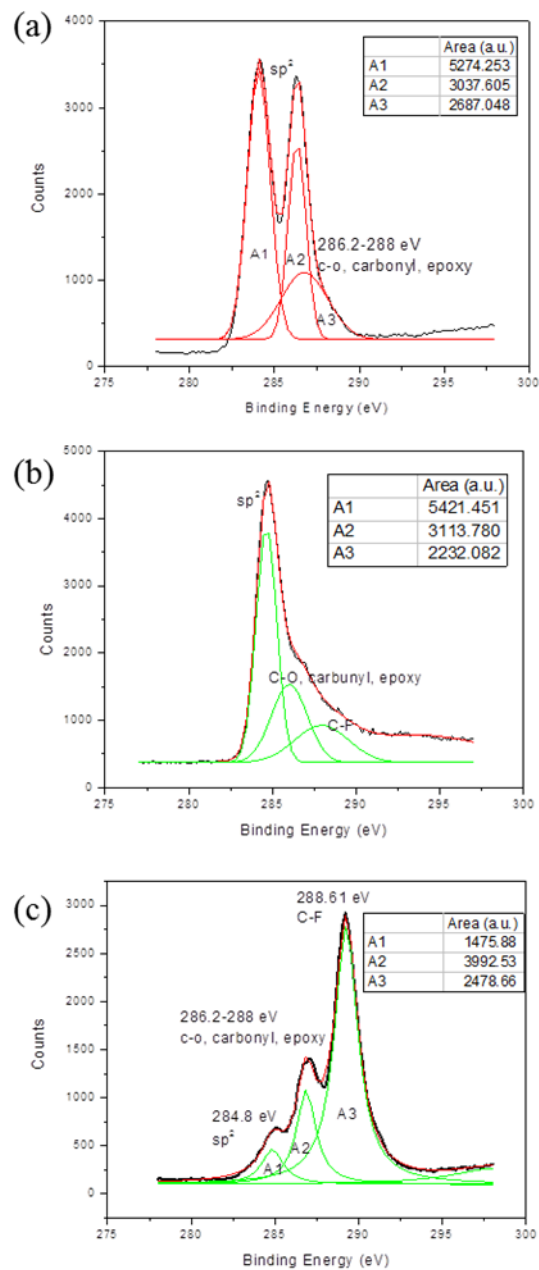 (a)
4000
3000
2000
1000
0
Counts
sp²
Area (a.u.)
A1 5274.253
A2 3037.605
A3 2687.048
286.2-288 eV
c-o, carbonyl, epoxy
A1
A2
A3
275 280 285 290 295 300
Binding Energy (eV)
(b)
5000
4000
3000
2000
1000
0
Counts
sp²
Area (a.u.)
A1 5421.451
A2 3113.780
A3 2232.082
C-O, carbunyl, epoxy
C-F
275 280 285 290 295 300
Binding Energy (eV)
(c)
3000
2500
2000
1500
1000
500
0
Counts
288.61 eV
C-F
Area (a.u.)
A1 1475.88
A2 3992.53
A3 2478.66
286.2-288 eV
c-o, carbonyl, epoxy
284.8 eV
sp²
A1
A2
A3
275 280 285 290 295 300
Binding Energy (eV)